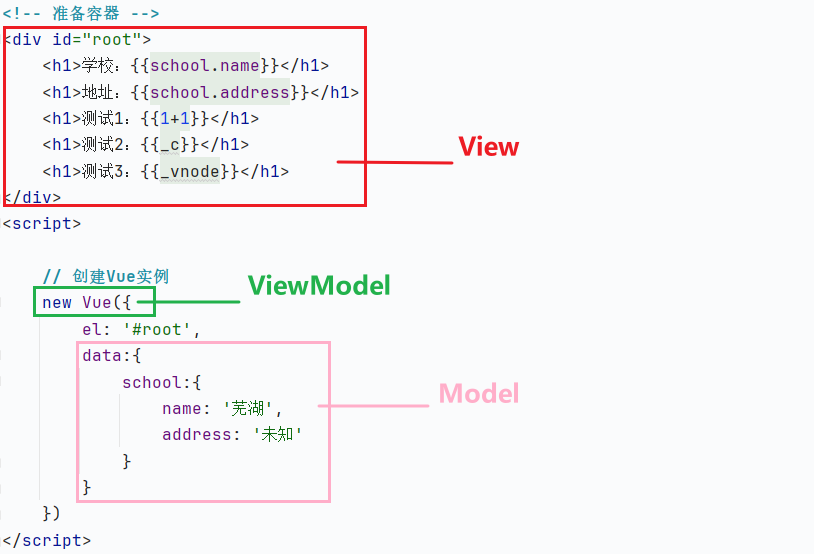 <!-- 准备容器 -->
<div id="root">
<h1>学校：{{school.name}}</h1>
<h1>地址：{{school.address}}</h1>
<h1>测试1：{{1+1}}</h1>
<h1>测试2：{{_c}}</h1>
<h1>测试3：{{_vnode}}</h1>
View
</div>
<script>
// 创建Vue实例
ViewModel
new Vue({
el: '#root',
data:{
school:{
Model
name: '芜湖',
address: '未知'
}
}
})
</script>